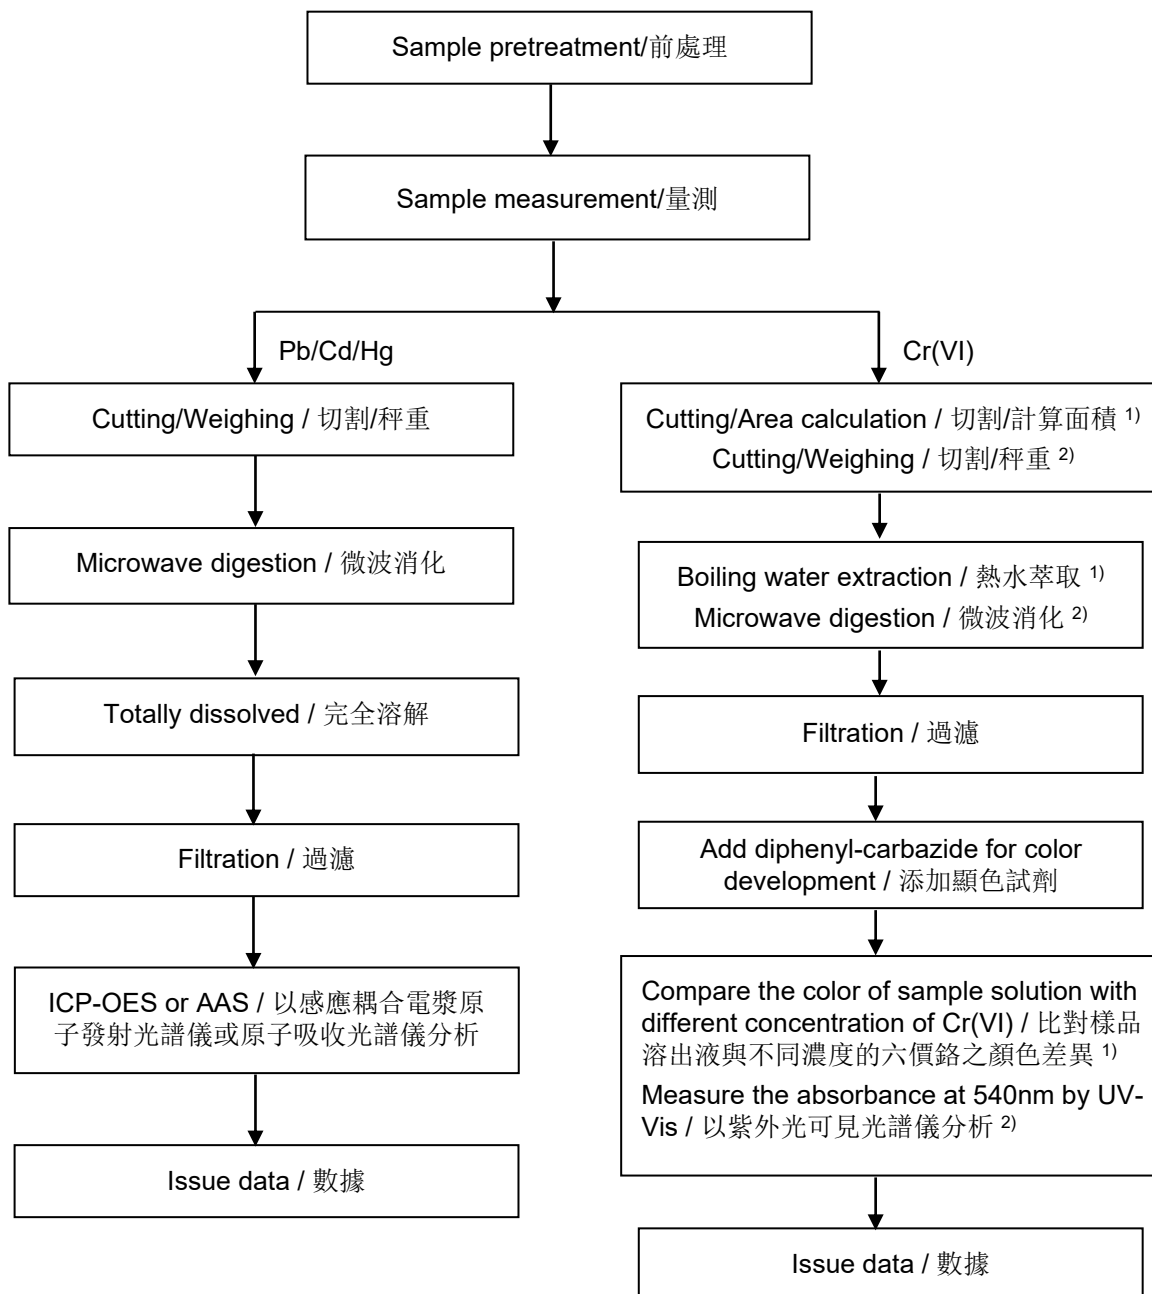 Sample pretreatment/前處理
Sample measurement/量測
Pb/Cd/Hg
Cutting/Weighing / 切割/秤重
Microwave digestion / 微波消化
Totally dissolved / 完全溶解
Filtration / 過濾
ICP-OES or AAS / 以感應耦合電漿原
子發射光譜儀或原子吸收光譜儀分析
Issue data / 數據
Cr(VI)
Cutting/Area calculation / 切割/計算面積 1)
Cutting/Weighing / 切割/秤重 2)
Boiling water extraction / 熱水萃取 1)
Microwave digestion / 微波消化 2)
Filtration / 過濾
Add diphenyl-carbazide for color
development / 添加顯色試劑
Compare the color of sample solution with
different concentration of Cr(VI) / 比對樣品
溶出液與不同濃度的六價鉻之顏色差異 1)
Measure the absorbance at 540nm by UV-
Vis / 以紫外光可見光譜儀分析 2)
Issue data / 數據